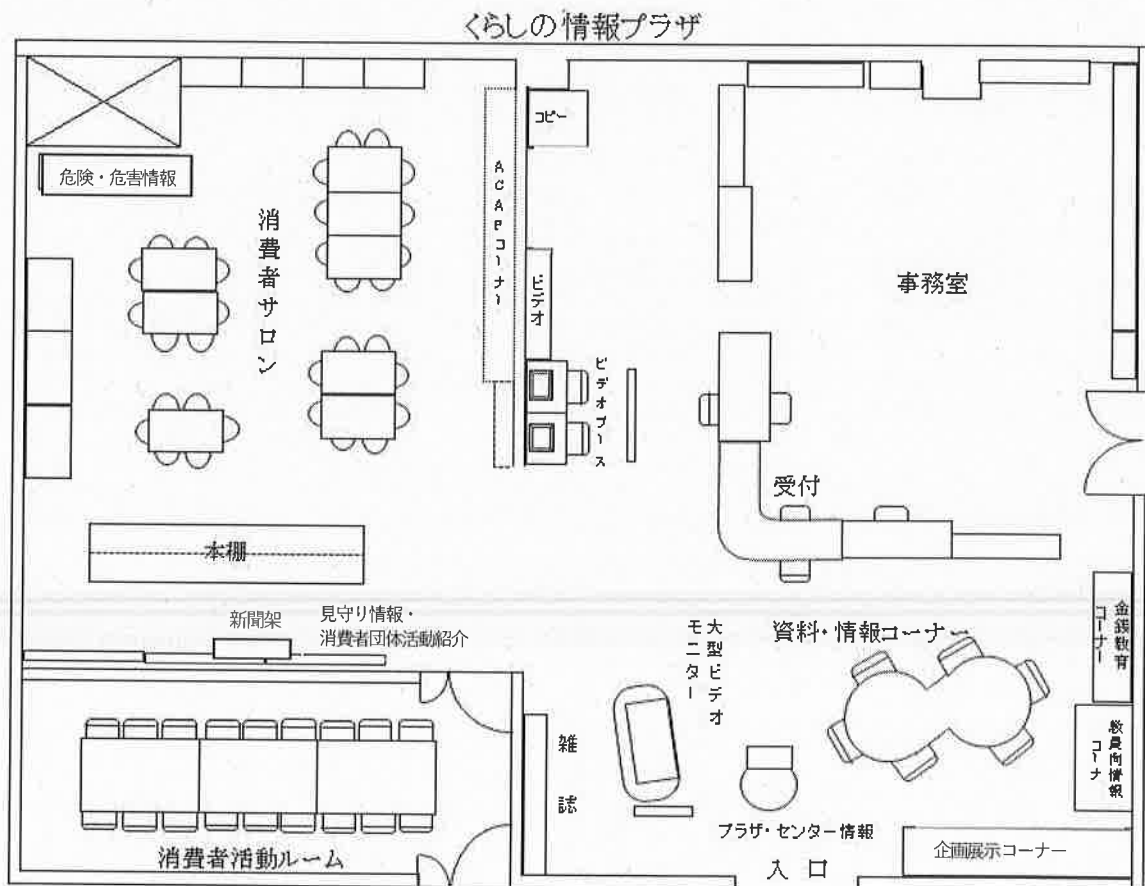 くらしの情報プラザ
コピー
危険・危害情報
消費者サロン
ACAPコーナー
ビデオ
ビデオブース
事務室
受付
本棚
新聞架
見守り情報・
消費者団体活動紹介
大型ビデオ
モニター
資料・情報コーナー
金銭教育
コーナー
教員向情報
コーナ
雑誌
プラザ・センター情報
企画展示コーナー
消費者活動ルーム
入口